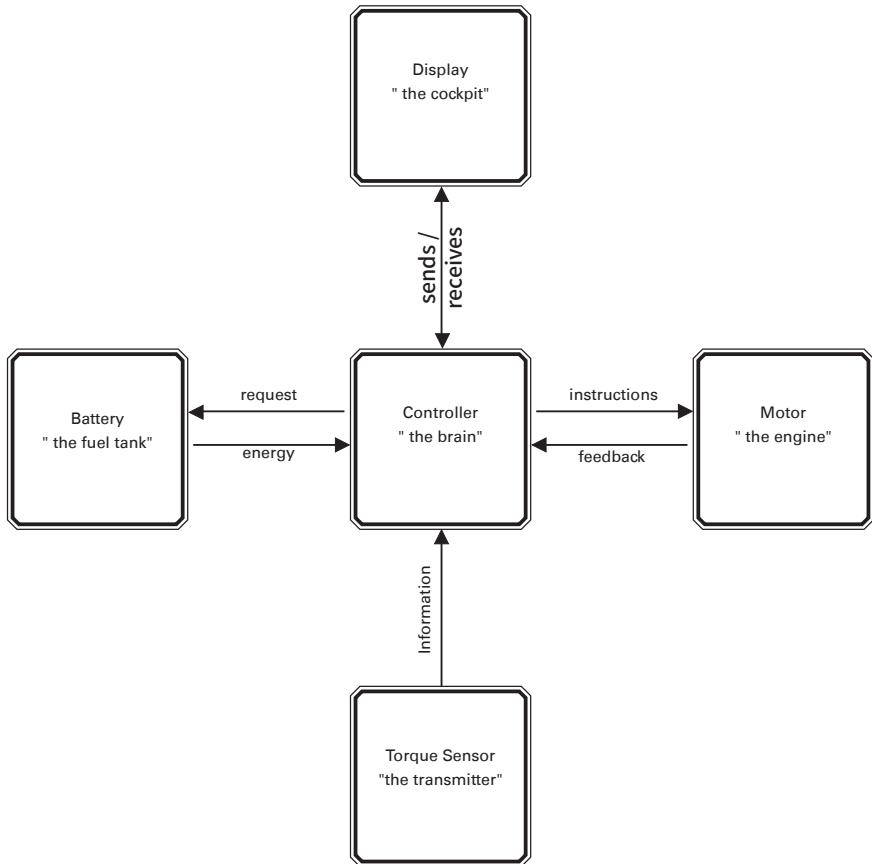 Display
" the cockpit"
sends /
receives
request
instructions
Battery
" the fuel tank"
Controller
" the brain"
Motor
" the engine"
energy
feedback
Information
Torque Sensor
"the transmitter"